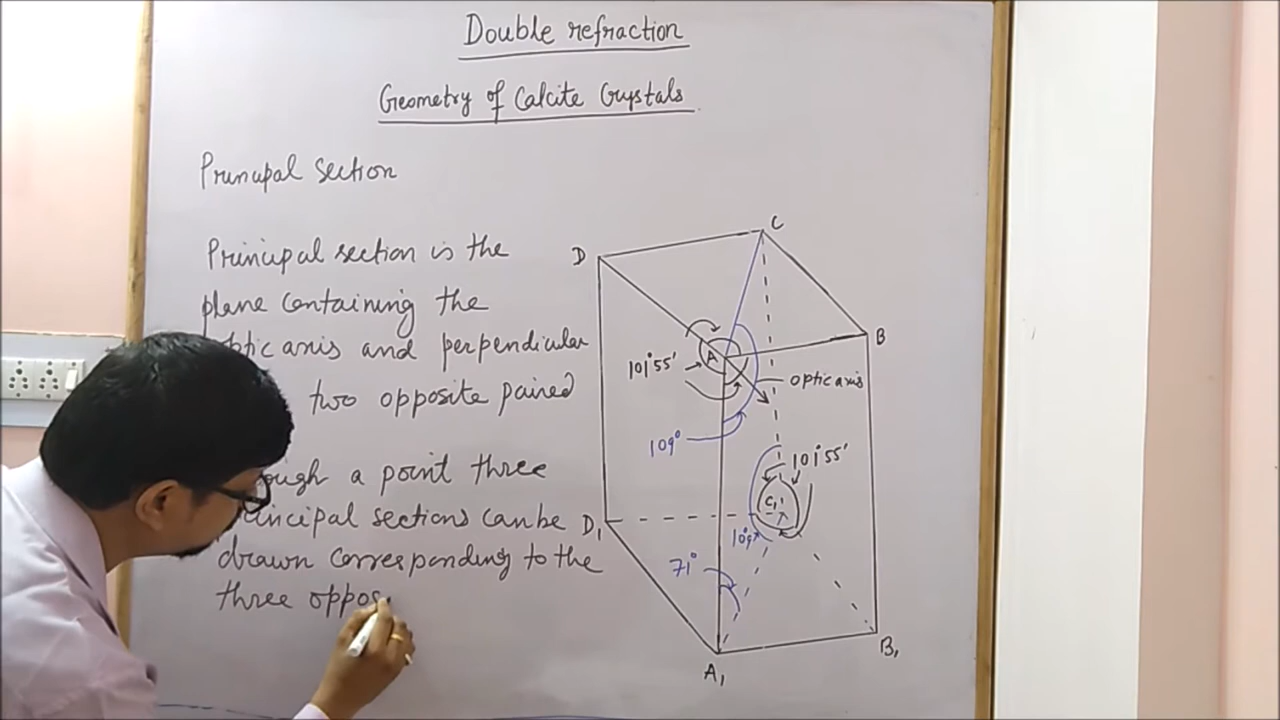 Double refraction
Geometry of Calcite Crystals
Principal section
Principal section is the
plane containing the
optic axis and perpendicular
two opposite paired
ough a point three
incipal sections can be
drawn corresponding to the
three oppos
C
D
B
A
101°55'
optic axis
109°
101°55'
C₁
D₁
109°
71°
B₁
A₁